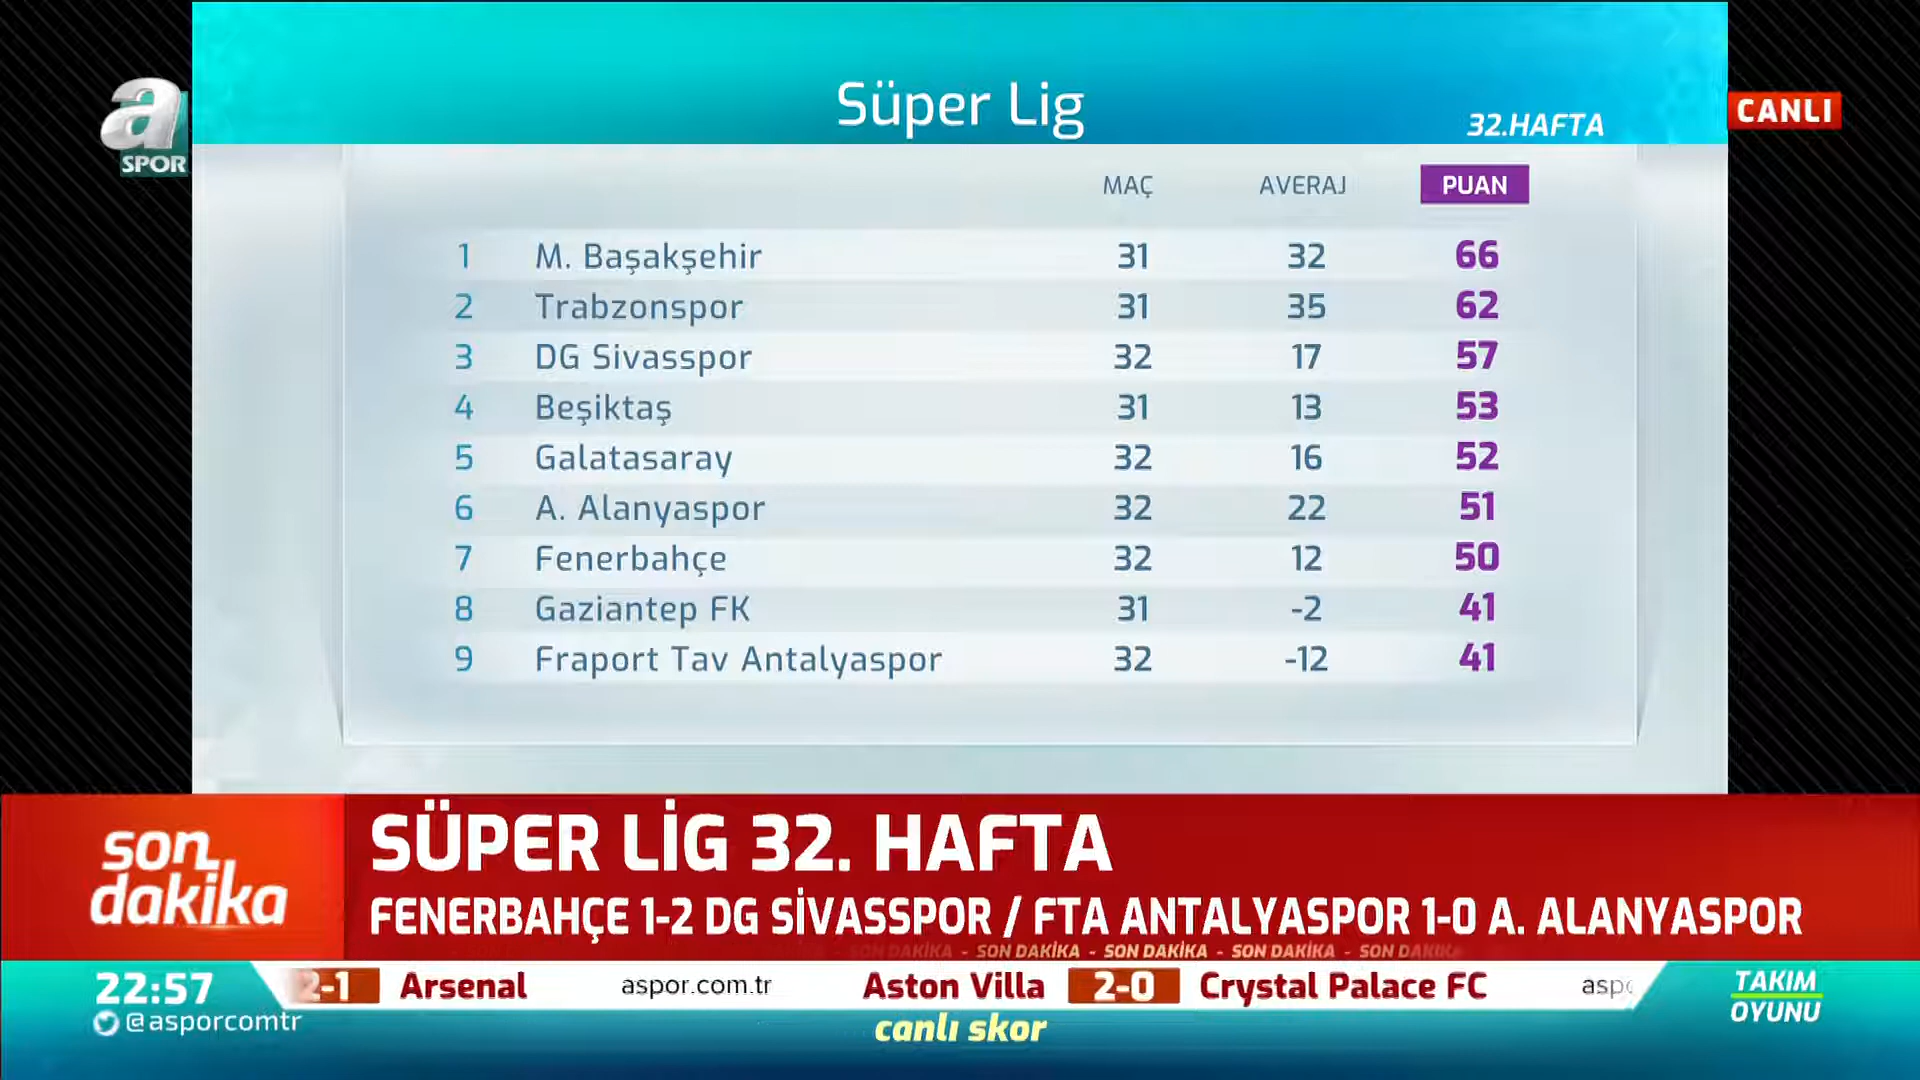 Süper Lig
32.HAFTA
a
SPOR
CANLI
MAÇ AVERAJ PUAN
1 M. Başakşehir 31 32 66
2 Trabzonspor 31 35 62
3 DG Sivasspor 32 17 57
4 Beşiktaş 31 13 53
5 Galatasaray 32 16 52
6 A. Alanyaspor 32 22 51
7 Fenerbahçe 32 12 50
8 Gaziantep FK 31 -2 41
9 Fraport Tav Antalyaspor 32 -12 41
son
dakika
SÜPER LİG 32. HAFTA
FENERBAHÇE 1-2 DG SİVASSPOR / FTA ANTALYASPOR 1-0 A. ALANYASPOR
SON DAKİKA - SON DAKİKA - SON DAKİKA - SON DAKİKA - SON DAKİKA
22:57
@asporcomtr
2-1 Arsenal aspor.com.tr Aston Villa 2-0 Crystal Palace FC asp
canlı skor
TAKIM
OYUNU